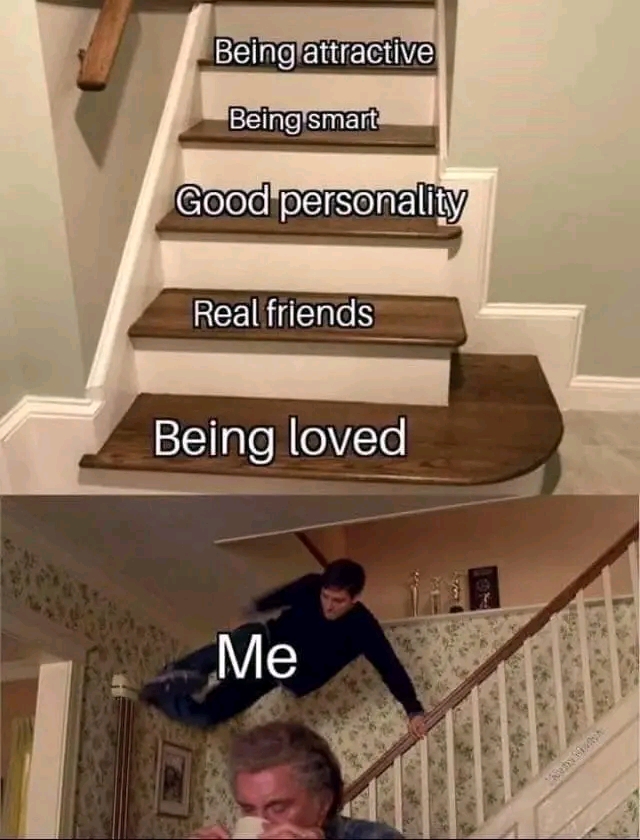 Being attractive
Being smart
Good personality
Real friends
Being loved
Me